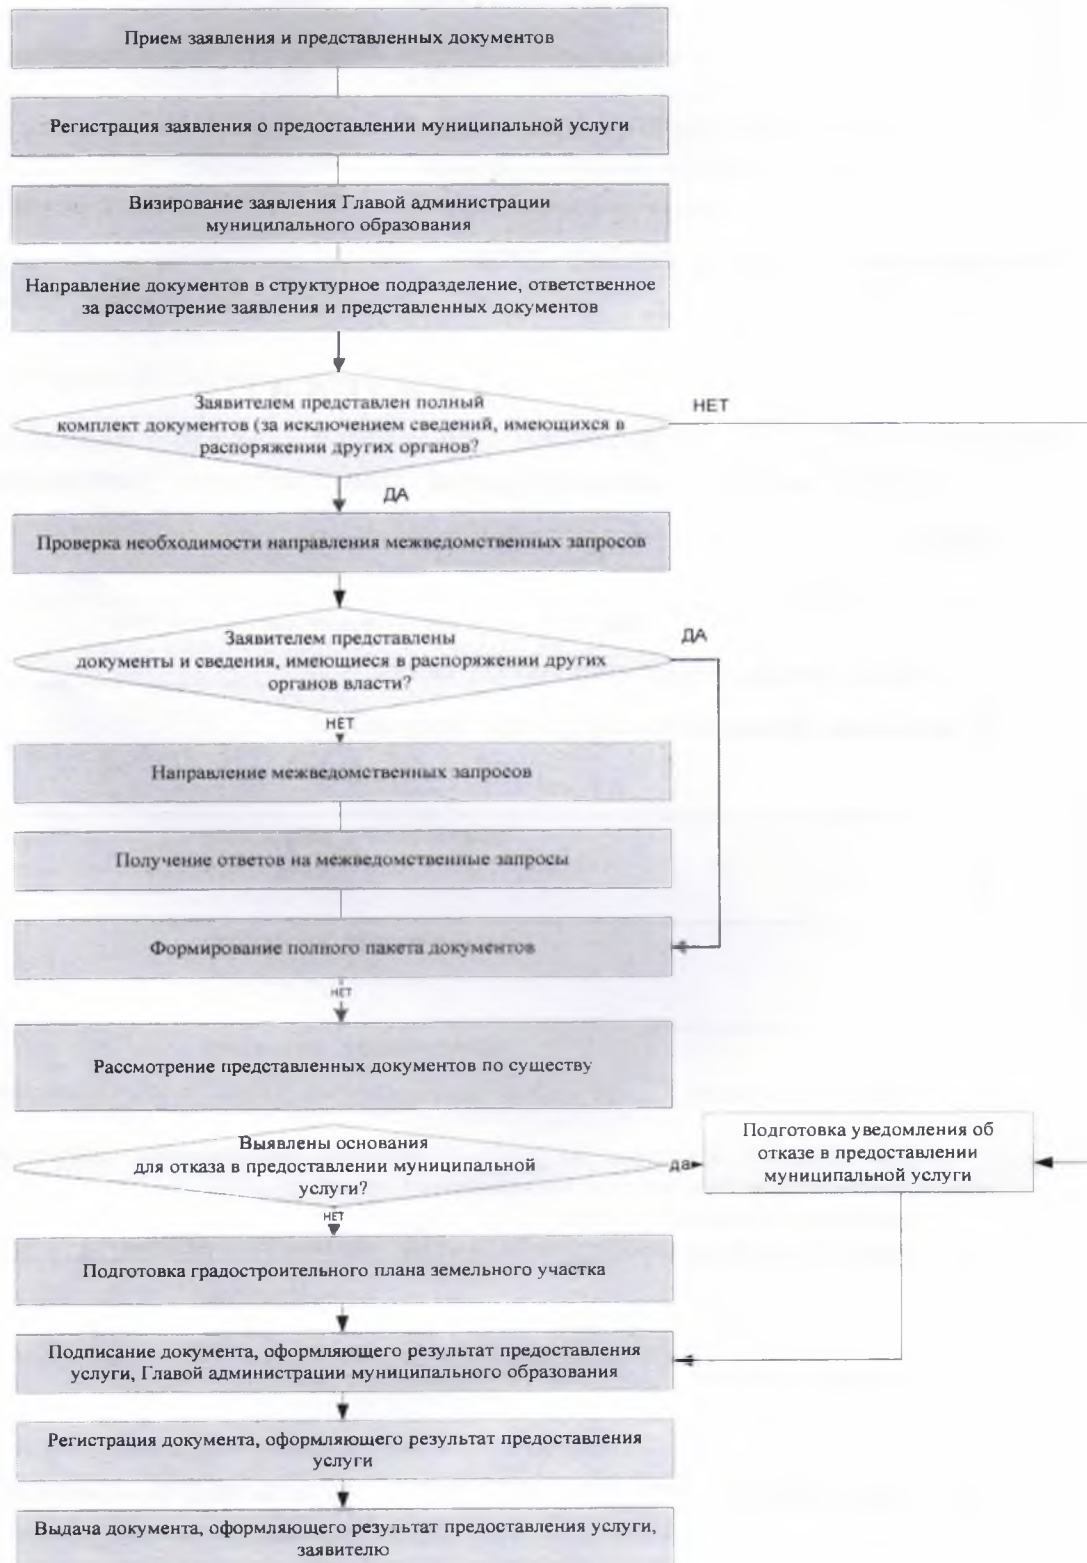 Прием заявления и представленных документов
Регистрация заявления о предоставлении муниципальной услуги
Визирование заявления Главой администрации
муниципального образования
Направление документов в структурное подразделение, ответственное
за рассмотрение заявления и представленных документов
Заявителем представлен полный
комплект документов (за исключением сведений, имеющихся в
распоряжении других органов?
НЕТ
ДА
Проверка необходимости направления межведомственных запросов
Заявителем представлены
документы и сведения, имеющиеся в распоряжении других
органов власти?
ДА
НЕТ
Направление межведомственных запросов
Получение ответов на межведомственные запросы
Формирование полного пакета документов
НЕТ
Рассмотрение представленных документов по существу
Выявлены основания
для отказа в предоставлении муниципальной
услуги?
да
Подготовка уведомления об
отказе в предоставлении
муниципальной услуги
НЕТ
Подготовка градостроительного плана земельного участка
Подписание документа, оформляющего результат предоставления
услуги, Главой администрации муниципального образования
Регистрация документа, оформляющего результат предоставления
услуги
Выдача документа, оформляющего результат предоставления услуги,
заявителю